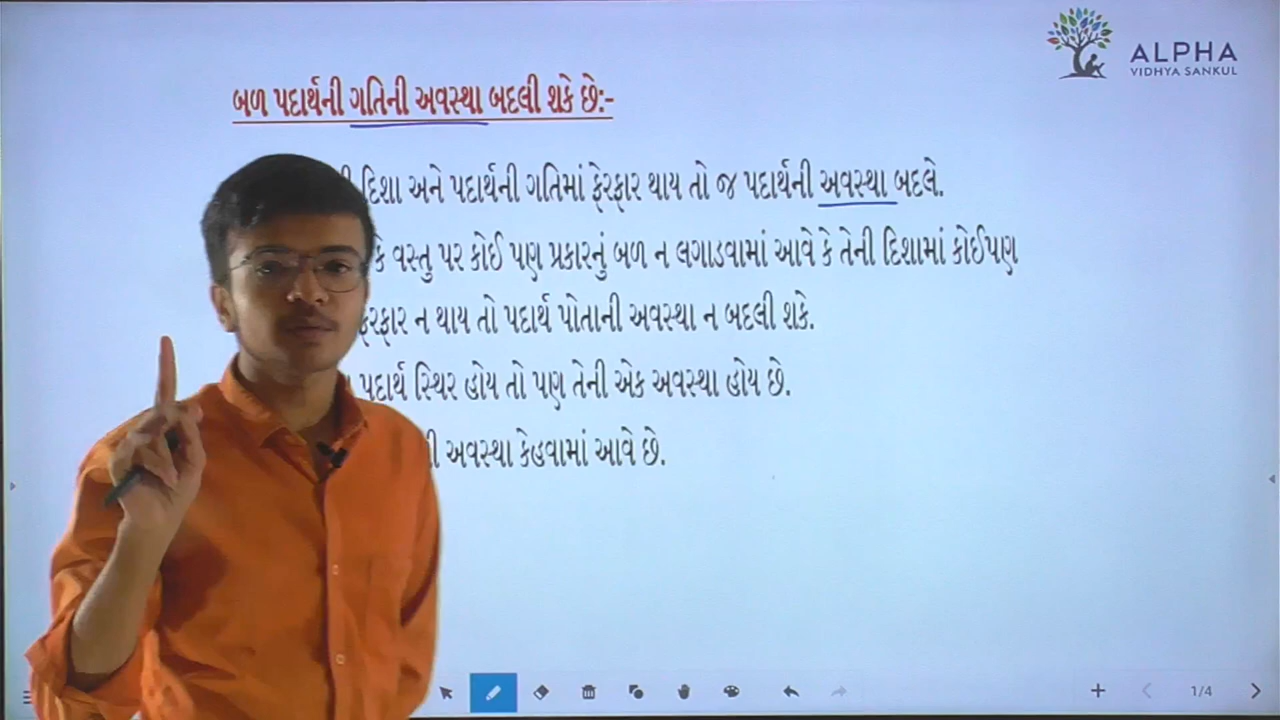 ALPHA
VIDHYA SANKUL
બળ પદાર્થની ગતિની અવસ્થા બદલી શકે છે:-
દિશા અને પદાર્થની ગતિમાં ફેરફાર થાય તો જ પદાર્થની અવસ્થા બદલે.
કે વસ્તુ પર કોઈ પણ પ્રકારનું બળ ન લગાડવામાં આવે કે તેની દિશામાં કોઈપણ
ફેરફાર ન થાય તો પદાર્થ પોતાની અવસ્થા ન બદલી શકે.
પદાર્થ સ્થિર હોય તો પણ તેની એક અવસ્થા હોય છે.
અવસ્થા કેહવામાં આવે છે.
1/4